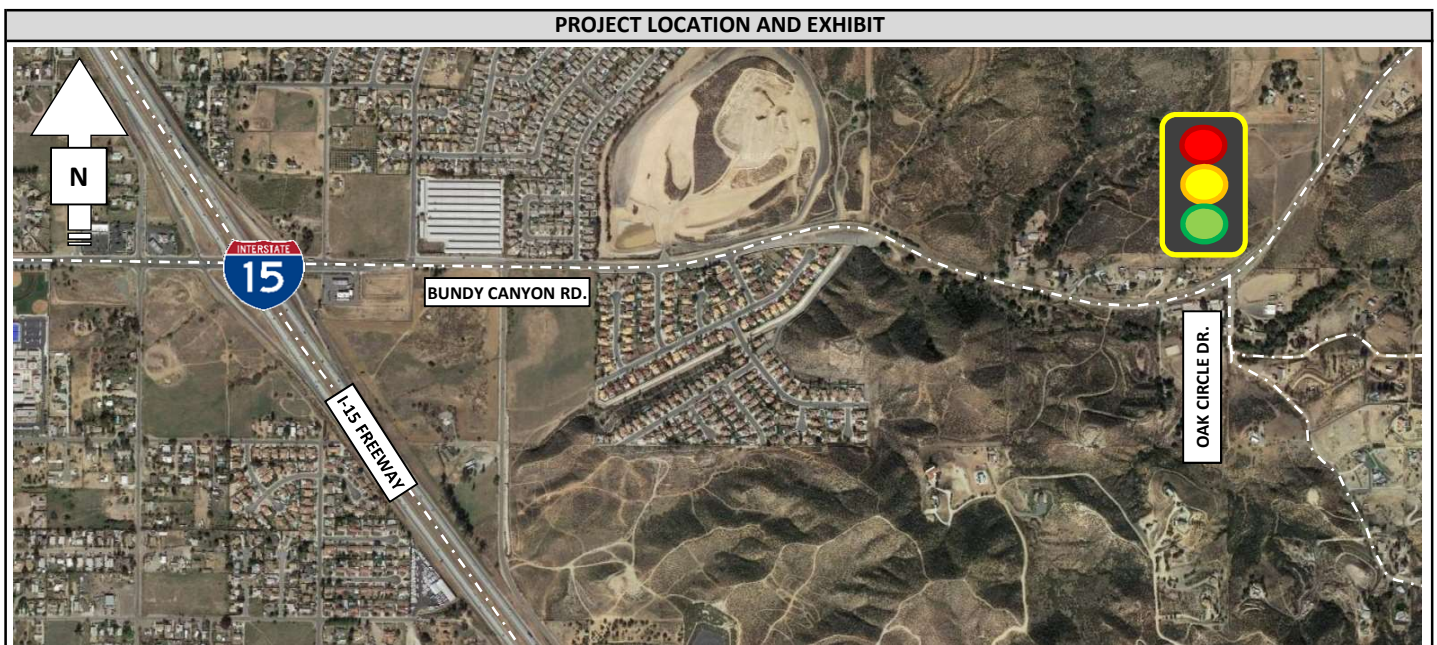 PROJECT LOCATION AND EXHIBIT
N
INTERSTATE
15
BUNDY CANYON RD.
I-15 FREEWAY
OAK CIRCLE DR.